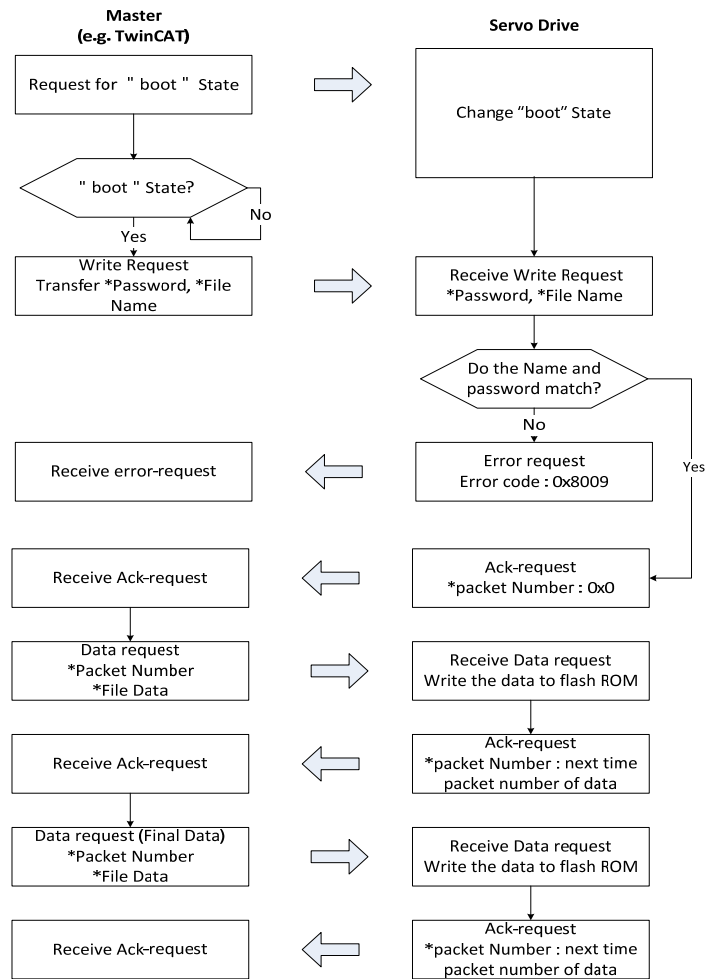 Master
(e.g. TwinCAT)
Servo Drive
Request for " boot " State
Change “boot” State
" boot " State?
No
Yes
Write Request
Transfer *Password, *File
Name
Receive Write Request
*Password, *File Name
Do the Name and
password match?
No
Yes
Receive error-request
Error request
Error code : 0x8009
Receive Ack-request
Ack-request
*packet Number : 0x0
Data request
*Packet Number
*File Data
Receive Data request
Write the data to flash ROM
Receive Ack-request
Ack-request
*packet Number : next time
packet number of data
Data request (Final Data)
*Packet Number
*File Data
Receive Data request
Write the data to flash ROM
Receive Ack-request
Ack-request
*packet Number : next time
packet number of data